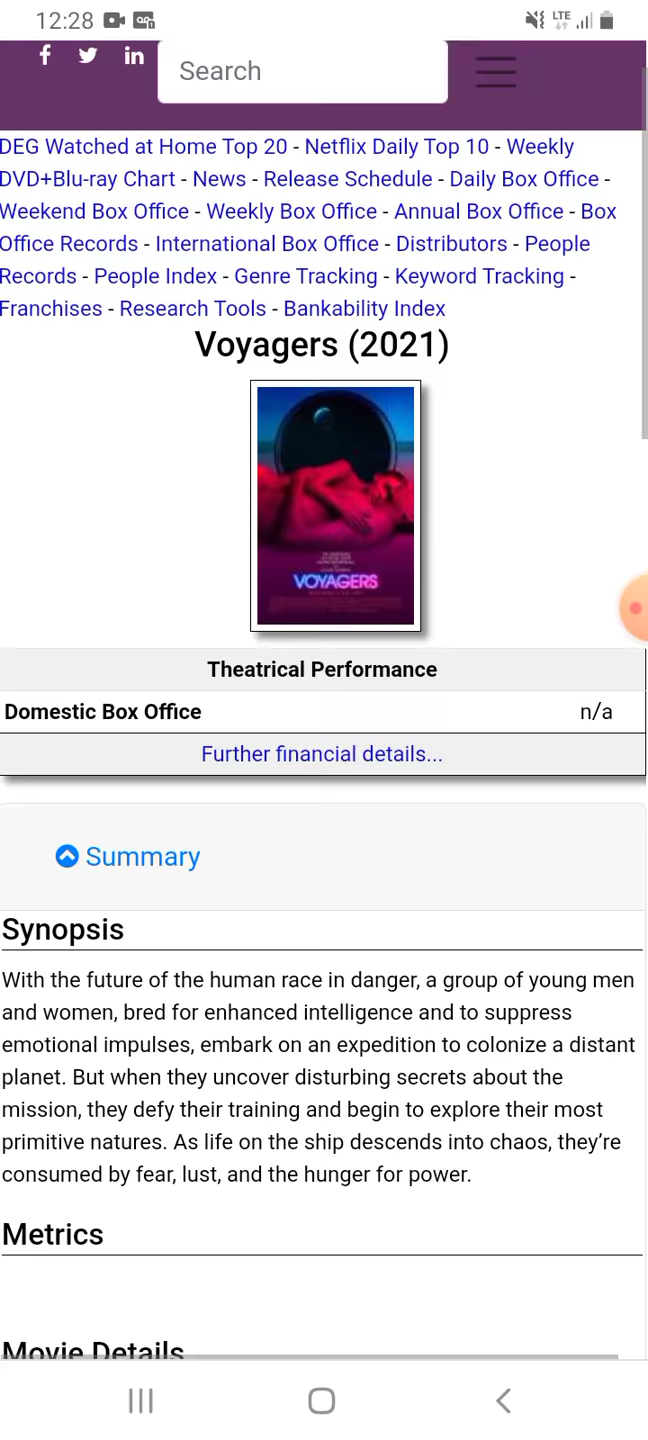 12:28
LTE
f in
Search
DEG Watched at Home Top 20 - Netflix Daily Top 10 - Weekly
DVD+Blu-ray Chart - News - Release Schedule - Daily Box Office -
Weekend Box Office - Weekly Box Office - Annual Box Office - Box
Office Records - International Box Office - Distributors - People
Records - People Index - Genre Tracking - Keyword Tracking -
Franchises - Research Tools - Bankability Index
Voyagers (2021)
VOYAGERS
Theatrical Performance
Domestic Box Office n/a
Further financial details...
Summary
Synopsis
With the future of the human race in danger, a group of young men
and women, bred for enhanced intelligence and to suppress
emotional impulses, embark on an expedition to colonize a distant
planet. But when they uncover disturbing secrets about the
mission, they defy their training and begin to explore their most
primitive natures. As life on the ship descends into chaos, they’re
consumed by fear, lust, and the hunger for power.
Metrics
Movie Details